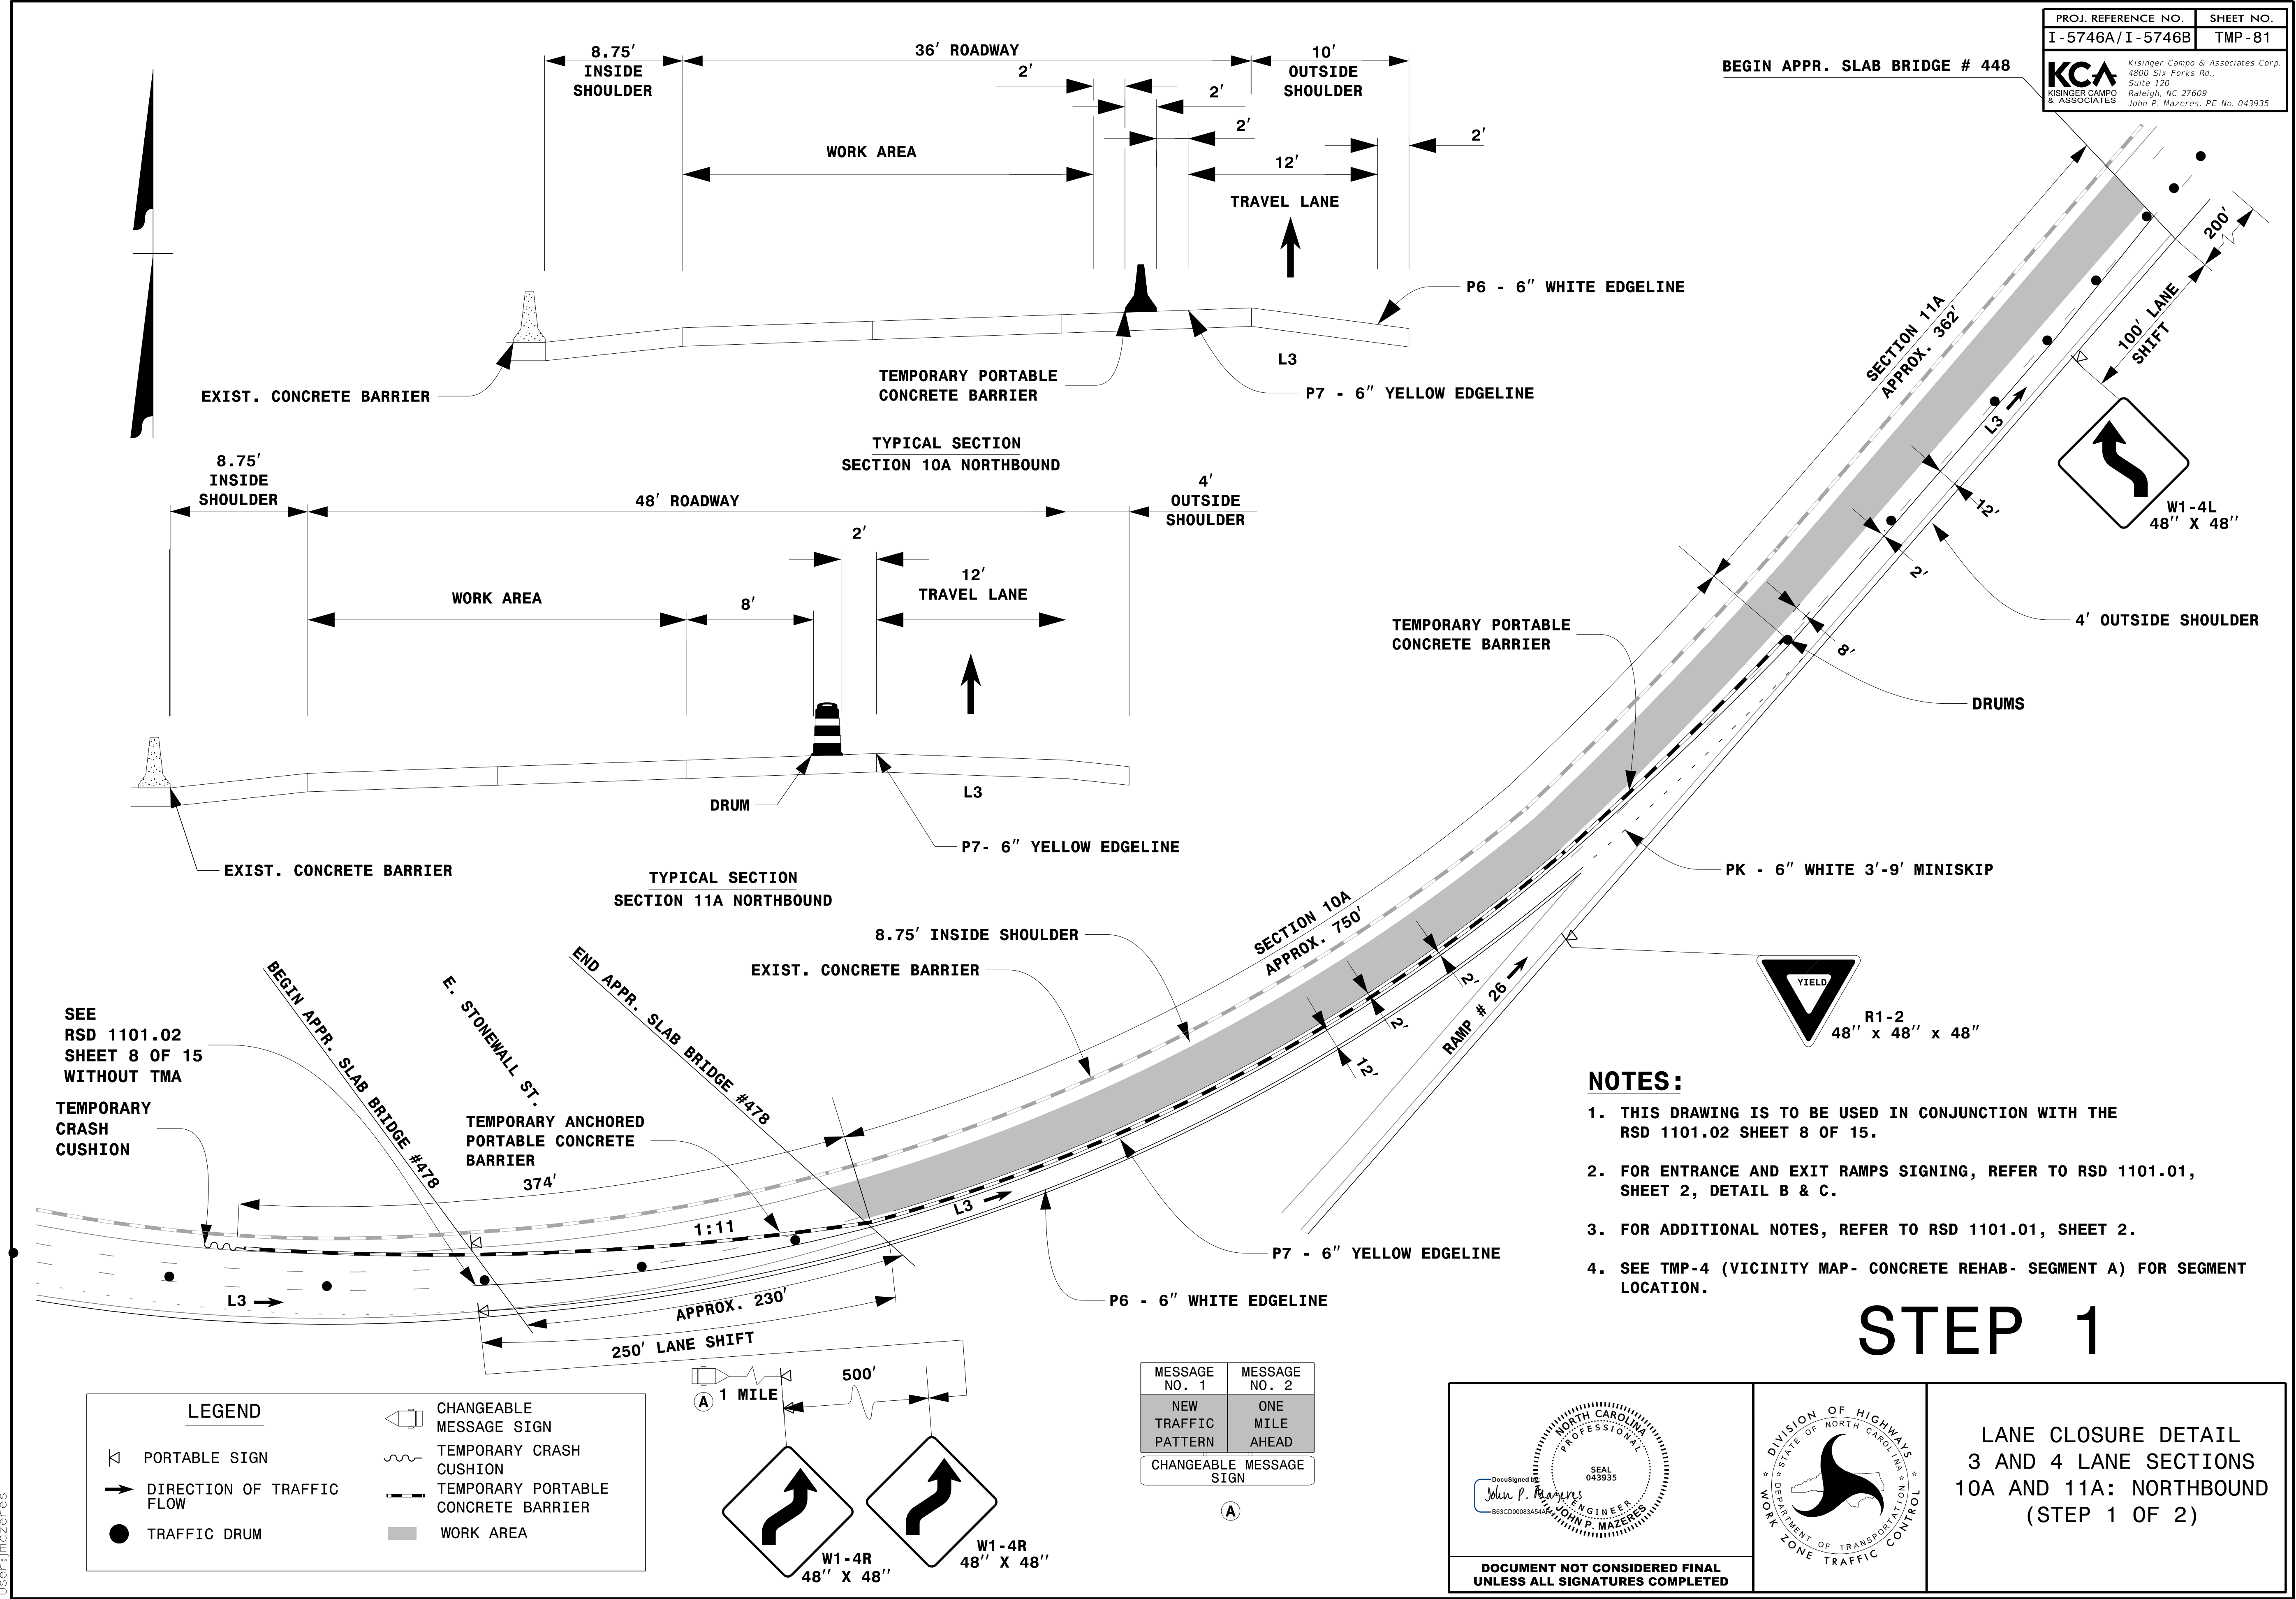 PROJ. REFERENCE NO. SHEET NO.
I-5746A/I-5746B TMP-81
KCA
KISINGER CAMPO
& ASSOCIATES
Kisinger Campo & Associates Corp.
4800 Six Forks Rd.,
Suite 120
Raleigh, NC 27609
John P. Mazeres, PE No. 043935
BEGIN APPR. SLAB BRIDGE # 448
8.75'
INSIDE
SHOULDER
36' ROADWAY
10'
OUTSIDE
SHOULDER
2'
2'
2'
2'
WORK AREA
12'
TRAVEL LANE
P6 - 6" WHITE EDGELINE
L3
EXIST. CONCRETE BARRIER
TEMPORARY PORTABLE
CONCRETE BARRIER
P7 - 6" YELLOW EDGELINE
TYPICAL SECTION
SECTION 10A NORTHBOUND
8.75'
INSIDE
SHOULDER
48' ROADWAY
4'
OUTSIDE
SHOULDER
2'
WORK AREA
8'
12'
TRAVEL LANE
DRUM
L3
P7- 6" YELLOW EDGELINE
EXIST. CONCRETE BARRIER
TYPICAL SECTION
SECTION 11A NORTHBOUND
200'
100' LANE
SHIFT
SECTION 11A
APPROX. 362'
L3
W1-4L
48'' X 48''
12'
2'
4' OUTSIDE SHOULDER
8'
DRUMS
TEMPORARY PORTABLE
CONCRETE BARRIER
PK - 6" WHITE 3'-9' MINISKIP
SECTION 10A
APPROX. 750'
8.75' INSIDE SHOULDER
EXIST. CONCRETE BARRIER
2'
2'
12'
RAMP # 26
YIELD
R1-2
48'' x 48'' x 48"
SEE
RSD 1101.02
SHEET 8 OF 15
WITHOUT TMA
TEMPORARY
CRASH
CUSHION
BEGIN APPR. SLAB BRIDGE #478
E. STONEWALL ST.
END APPR. SLAB BRIDGE #478
TEMPORARY ANCHORED
PORTABLE CONCRETE
BARRIER
374'
1:11
L3
L3
P7 - 6" YELLOW EDGELINE
P6 - 6" WHITE EDGELINE
APPROX. 230'
250' LANE SHIFT
500'
A 1 MILE
W1-4R
48'' X 48''
W1-4R
48'' X 48''
NOTES:
1. THIS DRAWING IS TO BE USED IN CONJUNCTION WITH THE
RSD 1101.02 SHEET 8 OF 15.
2. FOR ENTRANCE AND EXIT RAMPS SIGNING, REFER TO RSD 1101.01,
SHEET 2, DETAIL B & C.
3. FOR ADDITIONAL NOTES, REFER TO RSD 1101.01, SHEET 2.
4. SEE TMP-4 (VICINITY MAP- CONCRETE REHAB- SEGMENT A) FOR SEGMENT
LOCATION.
STEP 1
LEGEND
PORTABLE SIGN
DIRECTION OF TRAFFIC
FLOW
TRAFFIC DRUM
CHANGEABLE
MESSAGE SIGN
TEMPORARY CRASH
CUSHION
TEMPORARY PORTABLE
CONCRETE BARRIER
WORK AREA
MESSAGE MESSAGE
NO. 1 NO. 2
NEW ONE
TRAFFIC MILE
PATTERN AHEAD
CHANGEABLE MESSAGE
SIGN
A
NORTH CAROLINA
PROFESSIONAL
SEAL
043935
ENGINEER
JOHN P. MAZERES
DocuSigned by
John P. Mazeres
B63CD00083A54AF
DOCUMENT NOT CONSIDERED FINAL
UNLESS ALL SIGNATURES COMPLETED
DIVISION OF HIGHWAYS
STATE OF NORTH CAROLINA
DEPARTMENT OF TRANSPORTATION
WORK ZONE TRAFFIC CONTROL
LANE CLOSURE DETAIL
3 AND 4 LANE SECTIONS
10A AND 11A: NORTHBOUND
(STEP 1 OF 2)
User:jmazeres